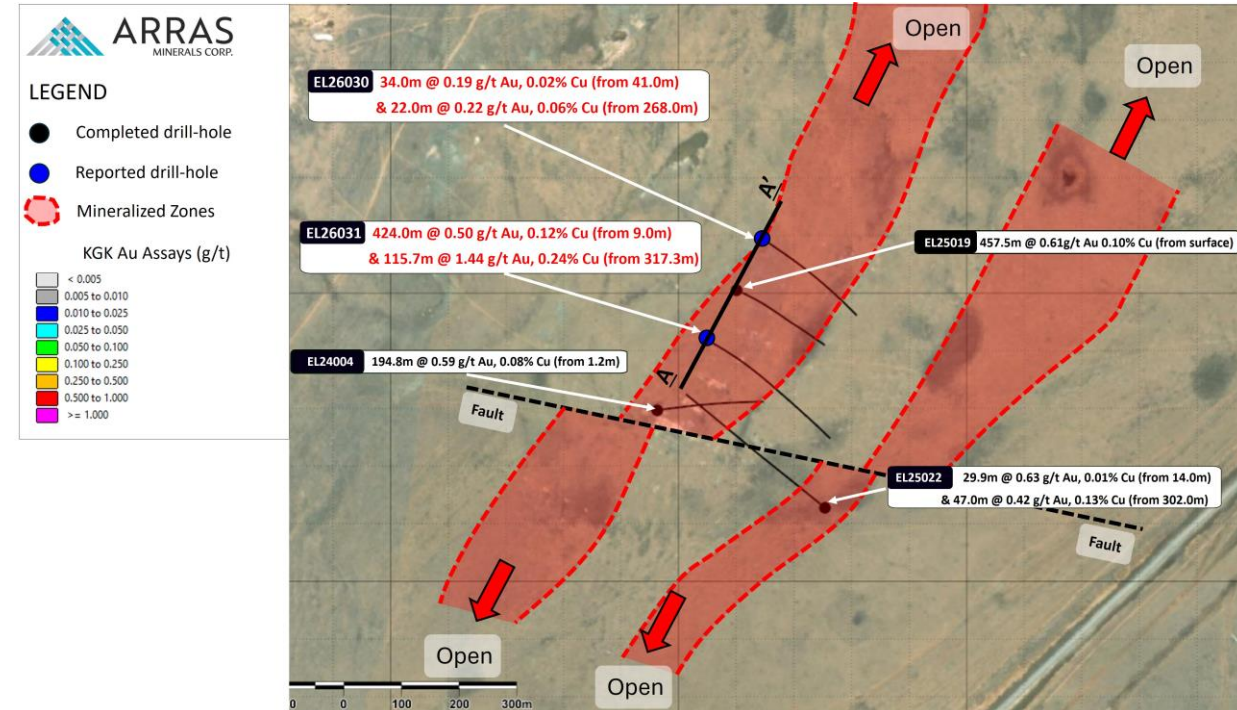 ARRAS
MINERALS CORP.
LEGEND
Completed drill-hole
Reported drill-hole
Mineralized Zones
KGK Au Assays (g/t)
< 0.005
0.005 to 0.010
0.010 to 0.025
0.025 to 0.050
0.050 to 0.100
0.100 to 0.250
0.250 to 0.500
0.500 to 1.000
>= 1.000
Open
Open
EL26030 34.0m @ 0.19 g/t Au, 0.02% Cu (from 41.0m)
& 22.0m @ 0.22 g/t Au, 0.06% Cu (from 268.0m)
A'
EL26031 424.0m @ 0.50 g/t Au, 0.12% Cu (from 9.0m)
& 115.7m @ 1.44 g/t Au, 0.24% Cu (from 317.3m)
EL25019 457.5m @ 0.61g/t Au 0.10% Cu (from surface)
EL24004 194.8m @ 0.59 g/t Au, 0.08% Cu (from 1.2m)
A
Fault
EL25022 29.9m @ 0.63 g/t Au, 0.01% Cu (from 14.0m)
& 47.0m @ 0.42 g/t Au, 0.13% Cu (from 302.0m)
Fault
Open
Open
0 0 100 200 300m